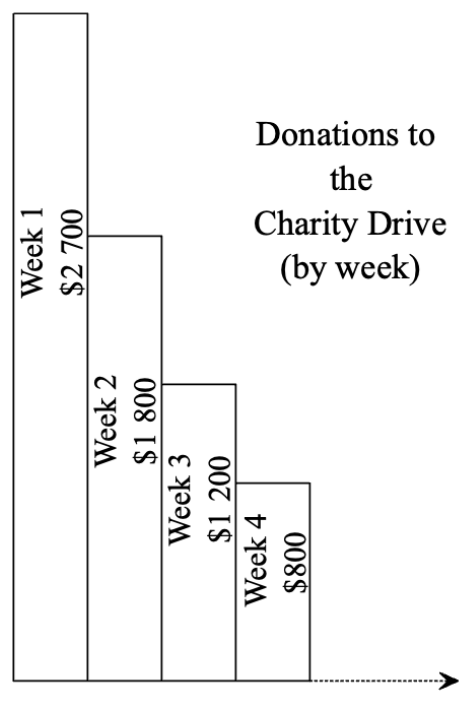 Week 1
$2 700
Week 2
$1 800
Week 3
$1 200
Week 4
$800
Donations to
the
Charity Drive
(by week)